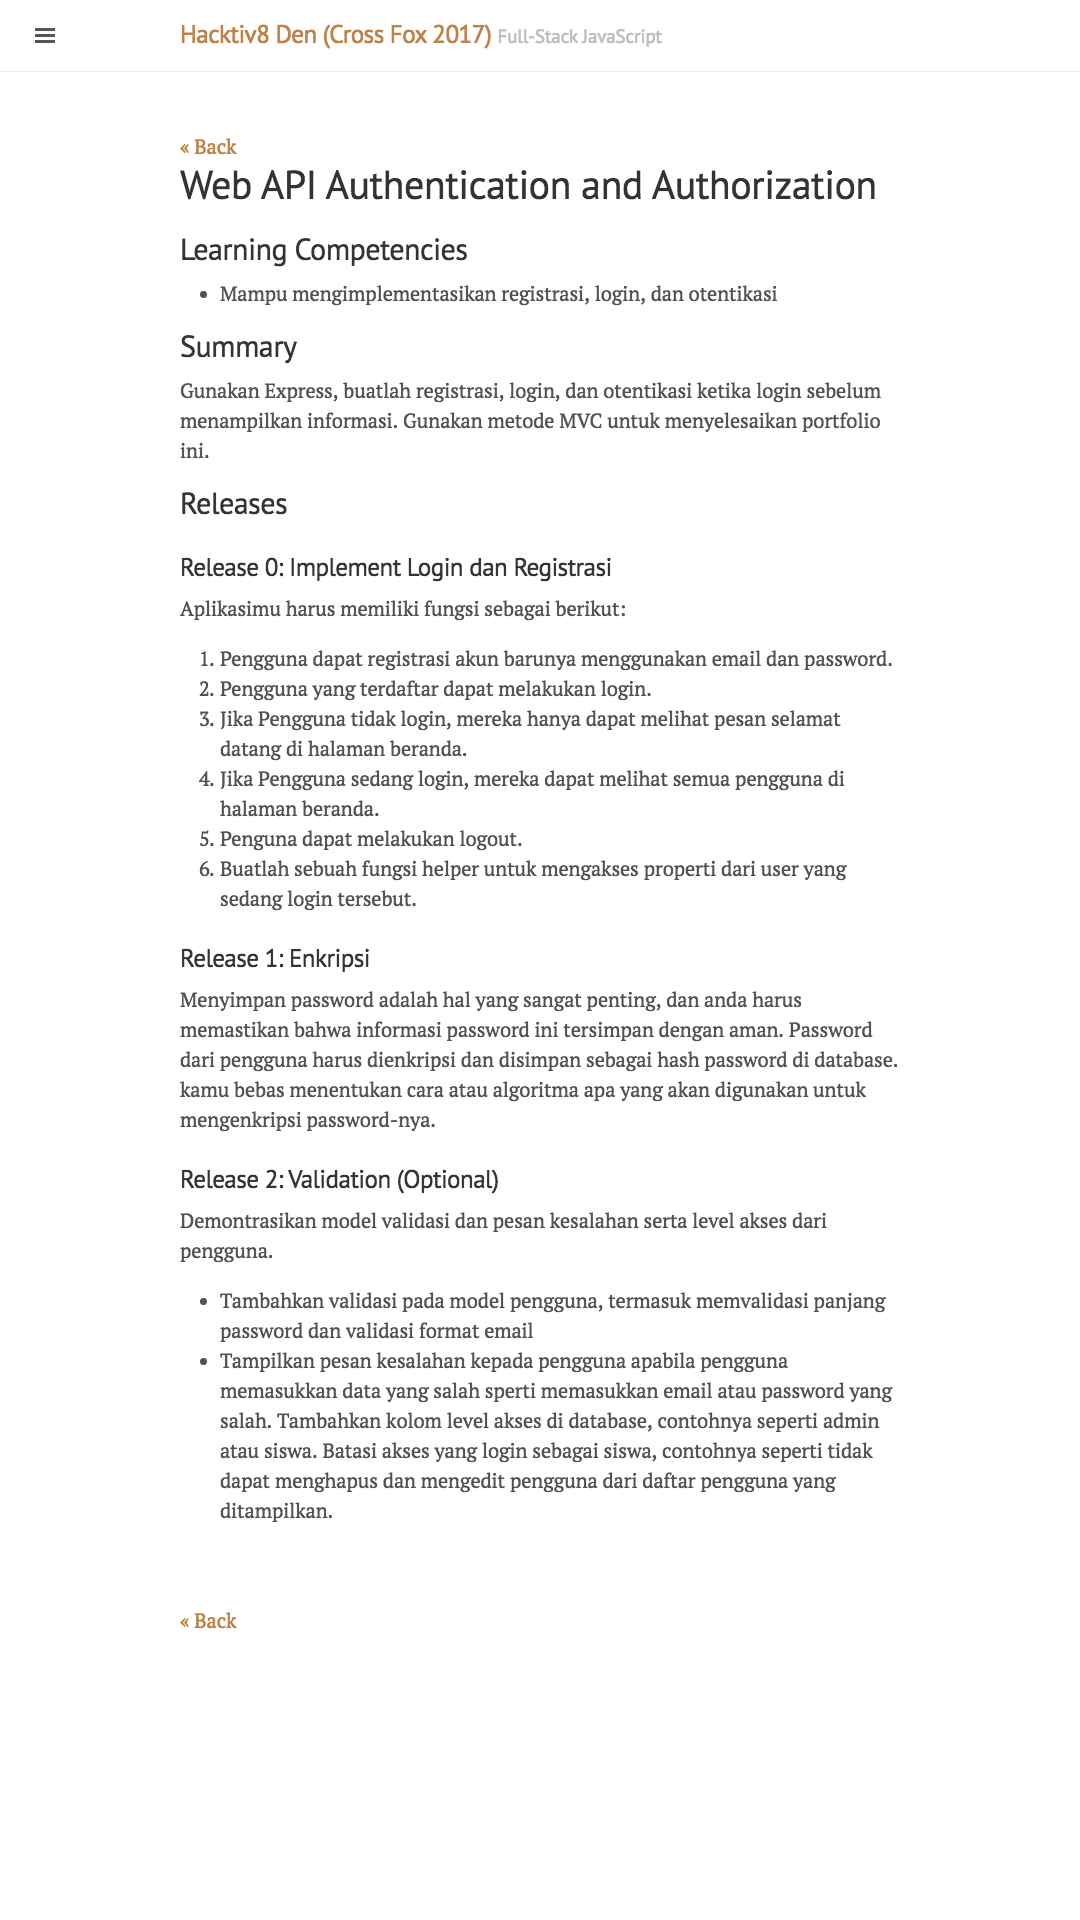 Hacktiv8 Den (Cross Fox 2017) Full-Stack JavaScript
« Back
Web API Authentication and Authorization
Learning Competencies
• Mampu mengimplementasikan registrasi, login, dan otentikasi
Summary
Gunakan Express, buatlah registrasi, login, dan otentikasi ketika login sebelum
menampilkan informasi. Gunakan metode MVC untuk menyelesaikan portfolio
ini.
Releases
Release 0: Implement Login dan Registrasi
Aplikasimu harus memiliki fungsi sebagai berikut:
1. Pengguna dapat registrasi akun barunya menggunakan email dan password.
2. Pengguna yang terdaftar dapat melakukan login.
3. Jika Pengguna tidak login, mereka hanya dapat melihat pesan selamat
datang di halaman beranda.
4. Jika Pengguna sedang login, mereka dapat melihat semua pengguna di
halaman beranda.
5. Penguna dapat melakukan logout.
6. Buatlah sebuah fungsi helper untuk mengakses properti dari user yang
sedang login tersebut.
Release 1: Enkripsi
Menyimpan password adalah hal yang sangat penting, dan anda harus
memastikan bahwa informasi password ini tersimpan dengan aman. Password
dari pengguna harus dienkripsi dan disimpan sebagai hash password di database.
kamu bebas menentukan cara atau algoritma apa yang akan digunakan untuk
mengenkripsi password-nya.
Release 2: Validation (Optional)
Demontrasikan model validasi dan pesan kesalahan serta level akses dari
pengguna.
• Tambahkan validasi pada model pengguna, termasuk memvalidasi panjang
password dan validasi format email
• Tampilkan pesan kesalahan kepada pengguna apabila pengguna
memasukkan data yang salah sperti memasukkan email atau password yang
salah. Tambahkan kolom level akses di database, contohnya seperti admin
atau siswa. Batasi akses yang login sebagai siswa, contohnya seperti tidak
dapat menghapus dan mengedit pengguna dari daftar pengguna yang
ditampilkan.
« Back